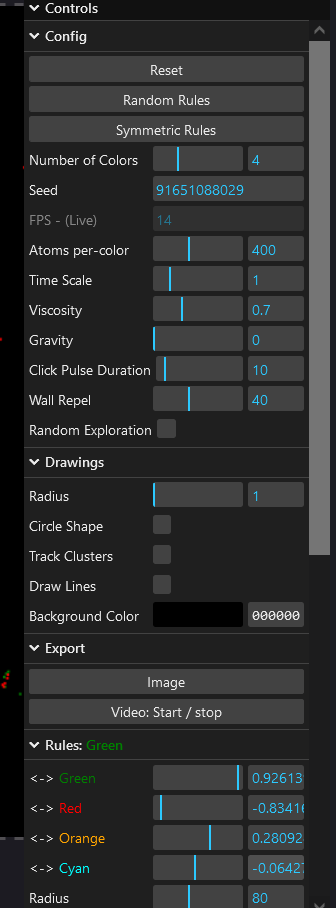 Controls
Config
Reset
Random Rules
Symmetric Rules
Number of Colors 4
Seed 91651088029
FPS - (Live) 14
Atoms per-color 400
Time Scale 1
Viscosity 0.7
Gravity 0
Click Pulse Duration 10
Wall Repel 40
Random Exploration
Drawings
Radius 1
Circle Shape
Track Clusters
Draw Lines
Background Color 000000
Export
Image
Video: Start / stop
Rules: Green
<-> Green 0.92613
<-> Red -0.8341
<-> Orange 0.28092
<-> Cyan -0.0642
Radius 80